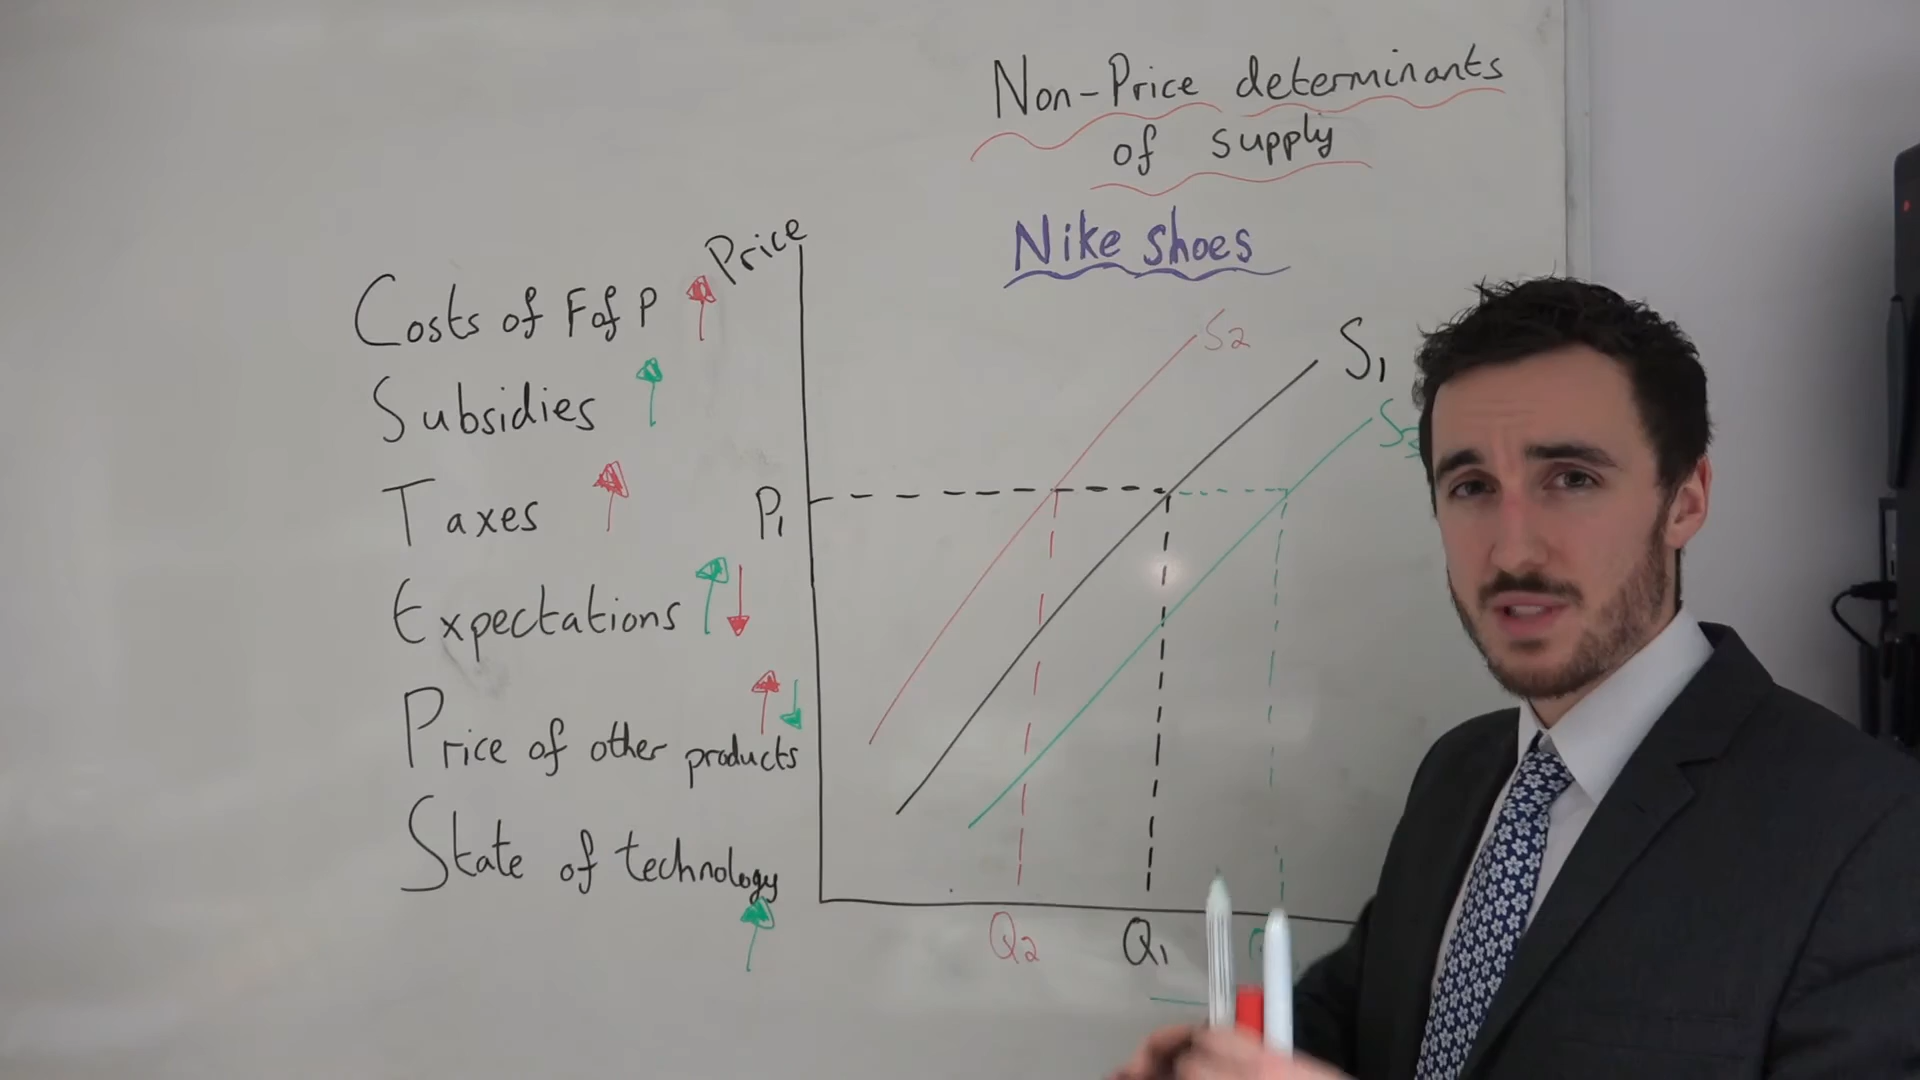 Non-Price determinants
of supply
Nike shoes
Price
Costs of F of P
Subsidies
Taxes
Expectations
Price of other products
State of technology
S2
S1
P1
Q2
Q1